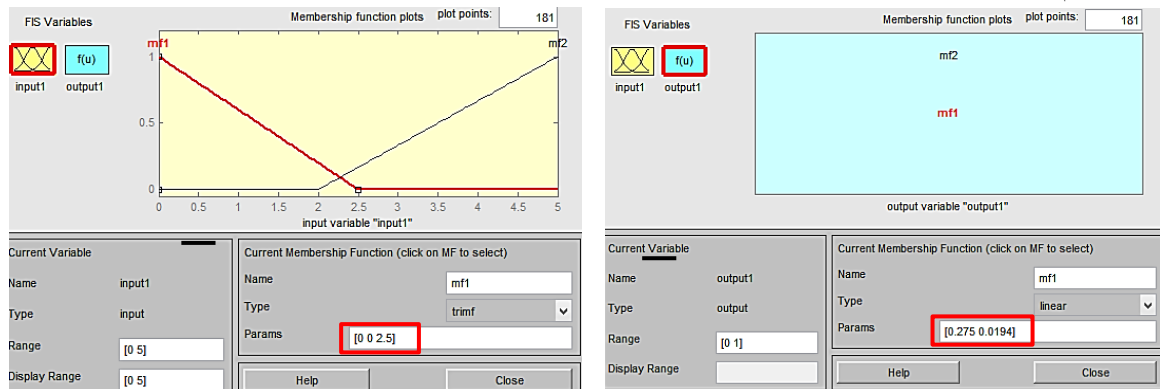 FIS Variables
Membership function plots
plot points:
181
mf1
mf2
f(u)
input1
output1
1
0.5
0
0
0.5
1
1.5
2
2.5
3
3.5
4
4.5
5
input variable "input1"
Current Variable
Name
input1
Type
input
Range
[0 5]
Display Range
[0 5]
Current Membership Function (click on MF to select)
Name
mf1
Type
trimf
Params
[0 0 2.5]
Help
Close
FIS Variables
Membership function plots
plot points:
181
f(u)
input1
output1
mf2
mf1
output variable "output1"
Current Variable
Name
output1
Type
output
Range
[0 1]
Display Range
Current Membership Function (click on MF to select)
Name
mf1
Type
linear
Params
[0.275 0.0194]
Help
Close